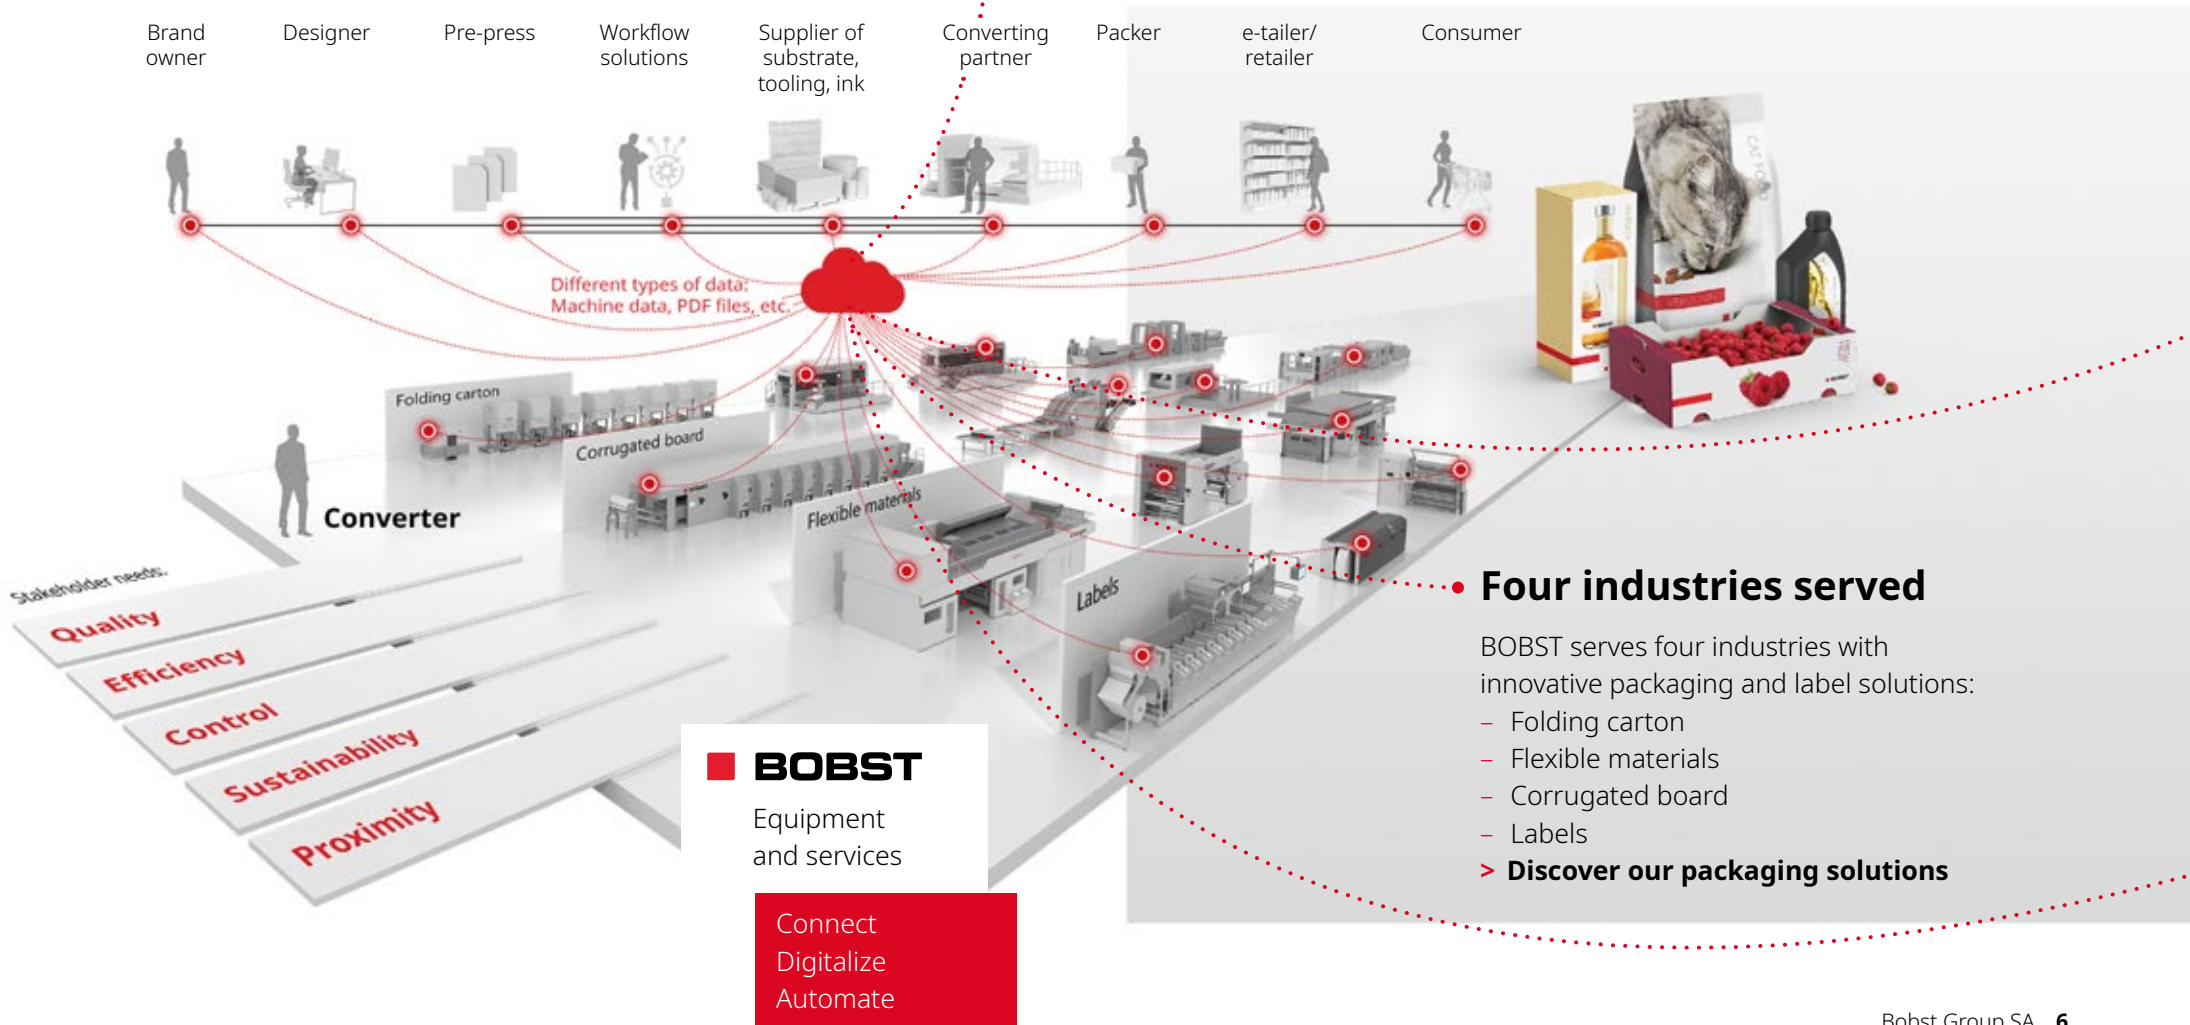 Brand
owner
Designer
Pre-press
Workflow
solutions
Supplier of
substrate,
tooling, ink
Converting
partner
Packer
e-tailer/
retailer
Consumer
Different types of data:
Machine data, PDF files, etc.
CAT FOOD
Folding carton
Corrugated board
Flexible materials
Labels
Converter
Stakeholder needs:
Quality
Efficiency
Control
Sustainability
Proximity
BOBST
Equipment
and services
Connect
Digitalize
Automate
Four industries served
BOBST serves four industries with
innovative packaging and label solutions:
– Folding carton
– Flexible materials
– Corrugated board
– Labels
> Discover our packaging solutions
Bobst Group SA 6